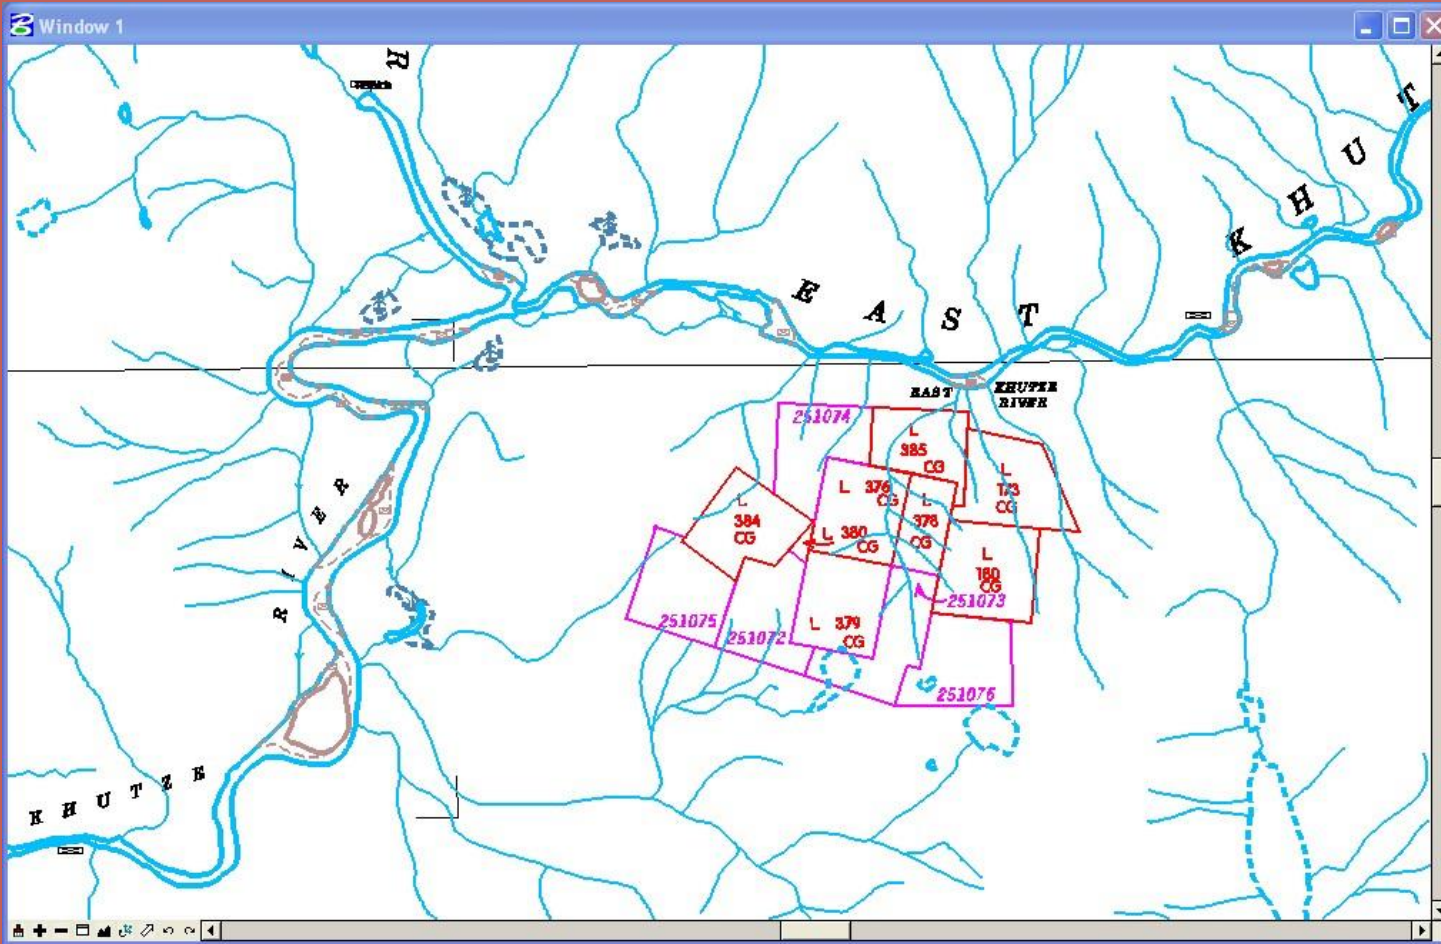 Window 1
R
K H U T
E A S T
EAST KHUTZE
RIVER
251074
L
385
CG
L
376
CG
L
378
CG
L
173
CG
L
384
CG
L 380
CG
L
180
CG
251073
251075
251072
L 379
CG
251076
R I V E R
K H U T Z E